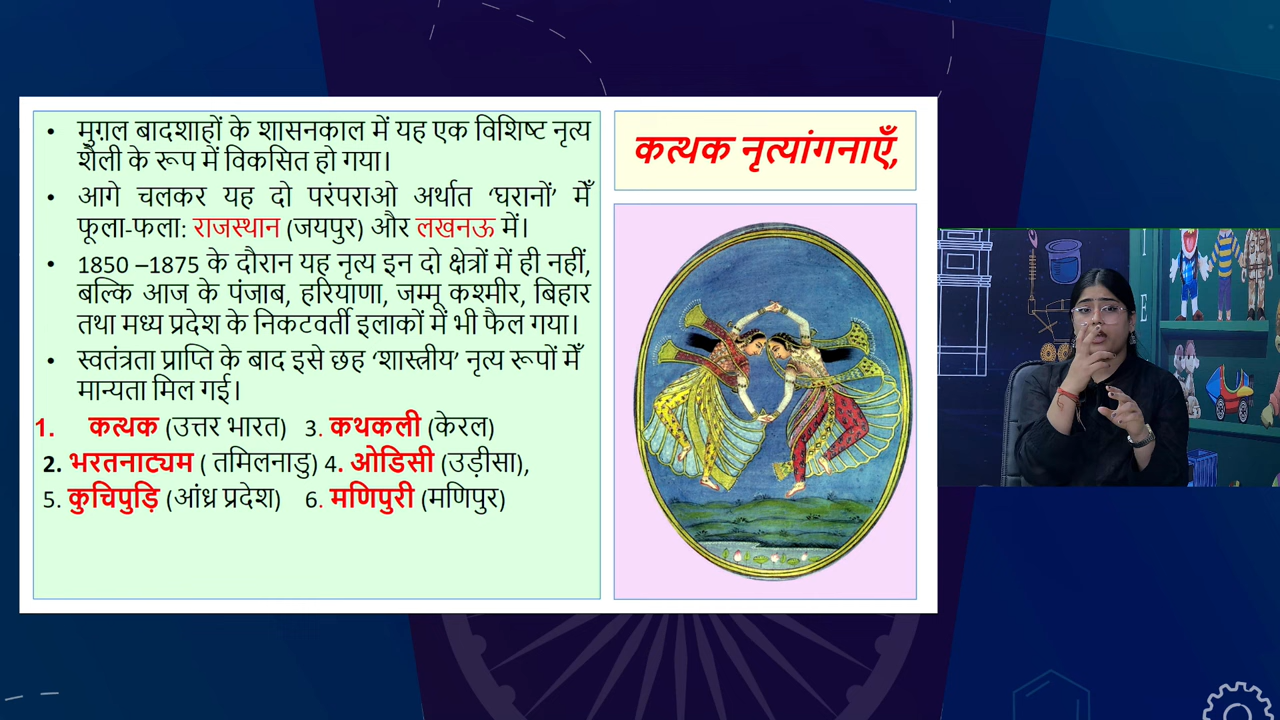 • मुग़ल बादशाहों के शासनकाल में यह एक विशिष्ट नृत्य
शैली के रूप में विकसित हो गया।
• आगे चलकर यह दो परंपराओ अर्थात ‘घरानों’ मेँ
फूला-फला: राजस्थान (जयपुर) और लखनऊ में।
• 1850 –1875 के दौरान यह नृत्य इन दो क्षेत्रों में ही नहीं,
बल्कि आज के पंजाब, हरियाणा, जम्मू कश्मीर, बिहार
तथा मध्य प्रदेश के निकटवर्ती इलाकों में भी फैल गया।
• स्वतंत्रता प्राप्ति के बाद इसे छह ‘शास्त्रीय’ नृत्य रूपों मेँ
मान्यता मिल गई।
1. कत्थक (उत्तर भारत) 3. कथकली (केरल)
2. भरतनाट्यम ( तमिलनाडु) 4. ओडिसी (उड़ीसा),
5. कुचिपुड़ि (आंध्र प्रदेश) 6. मणिपुरी (मणिपुर)
कत्थक नृत्यांगनाएँ,
T
E